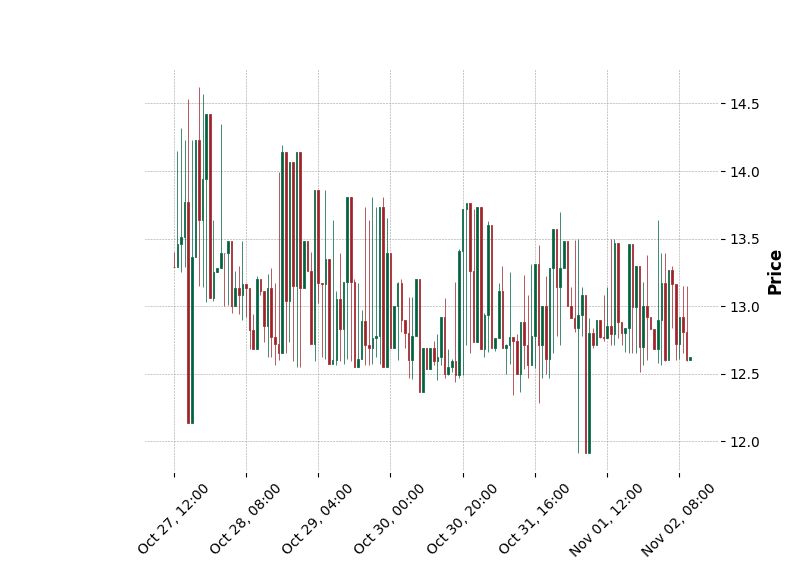 14.5
14.0
13.5
13.0
12.5
12.0
Price
Oct 27, 12:00
Oct 28, 08:00
Oct 29, 04:00
Oct 30, 00:00
Oct 30, 20:00
Oct 31, 16:00
Nov 01, 12:00
Nov 02, 08:00